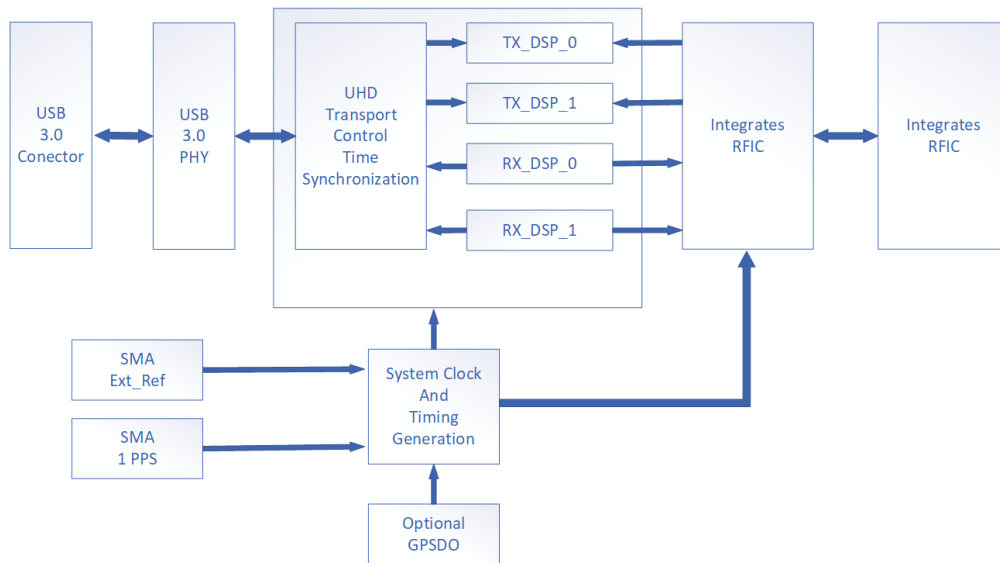 USB
3.0
Conector
USB
3.0
PHY
UHD
Transport
Control
Time
Synchronization
TX_DSP_0
TX_DSP_1
RX_DSP_0
RX_DSP_1
Integrates
RFIC
Integrates
RFIC
SMA
Ext_Ref
SMA
1 PPS
System Clock
And
Timing
Generation
Optional
GPSDO